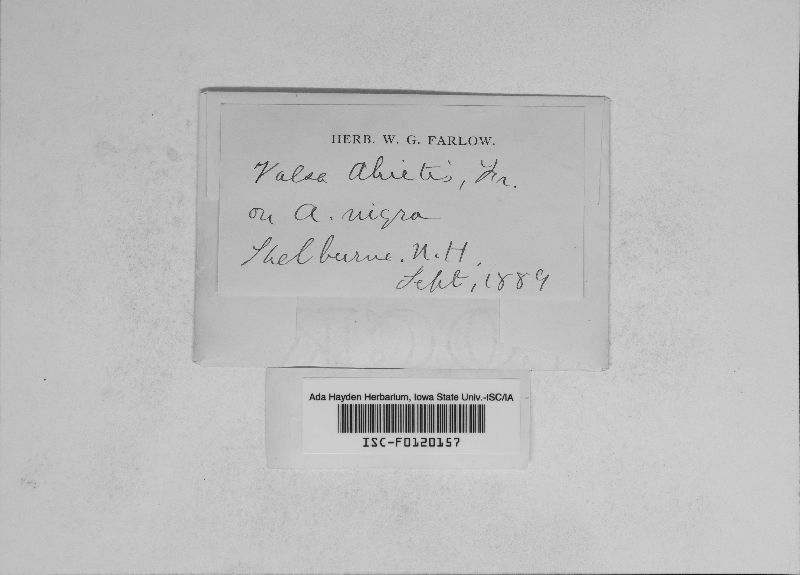 HERB. W. G. FARLOW.
Valsa Abietis, Fr.
on A. nigra
Shelburne. N.H.
Sept, 1889
Ada Hayden Herbarium, Iowa State Univ.-ISC/IA
ISC-F0120157